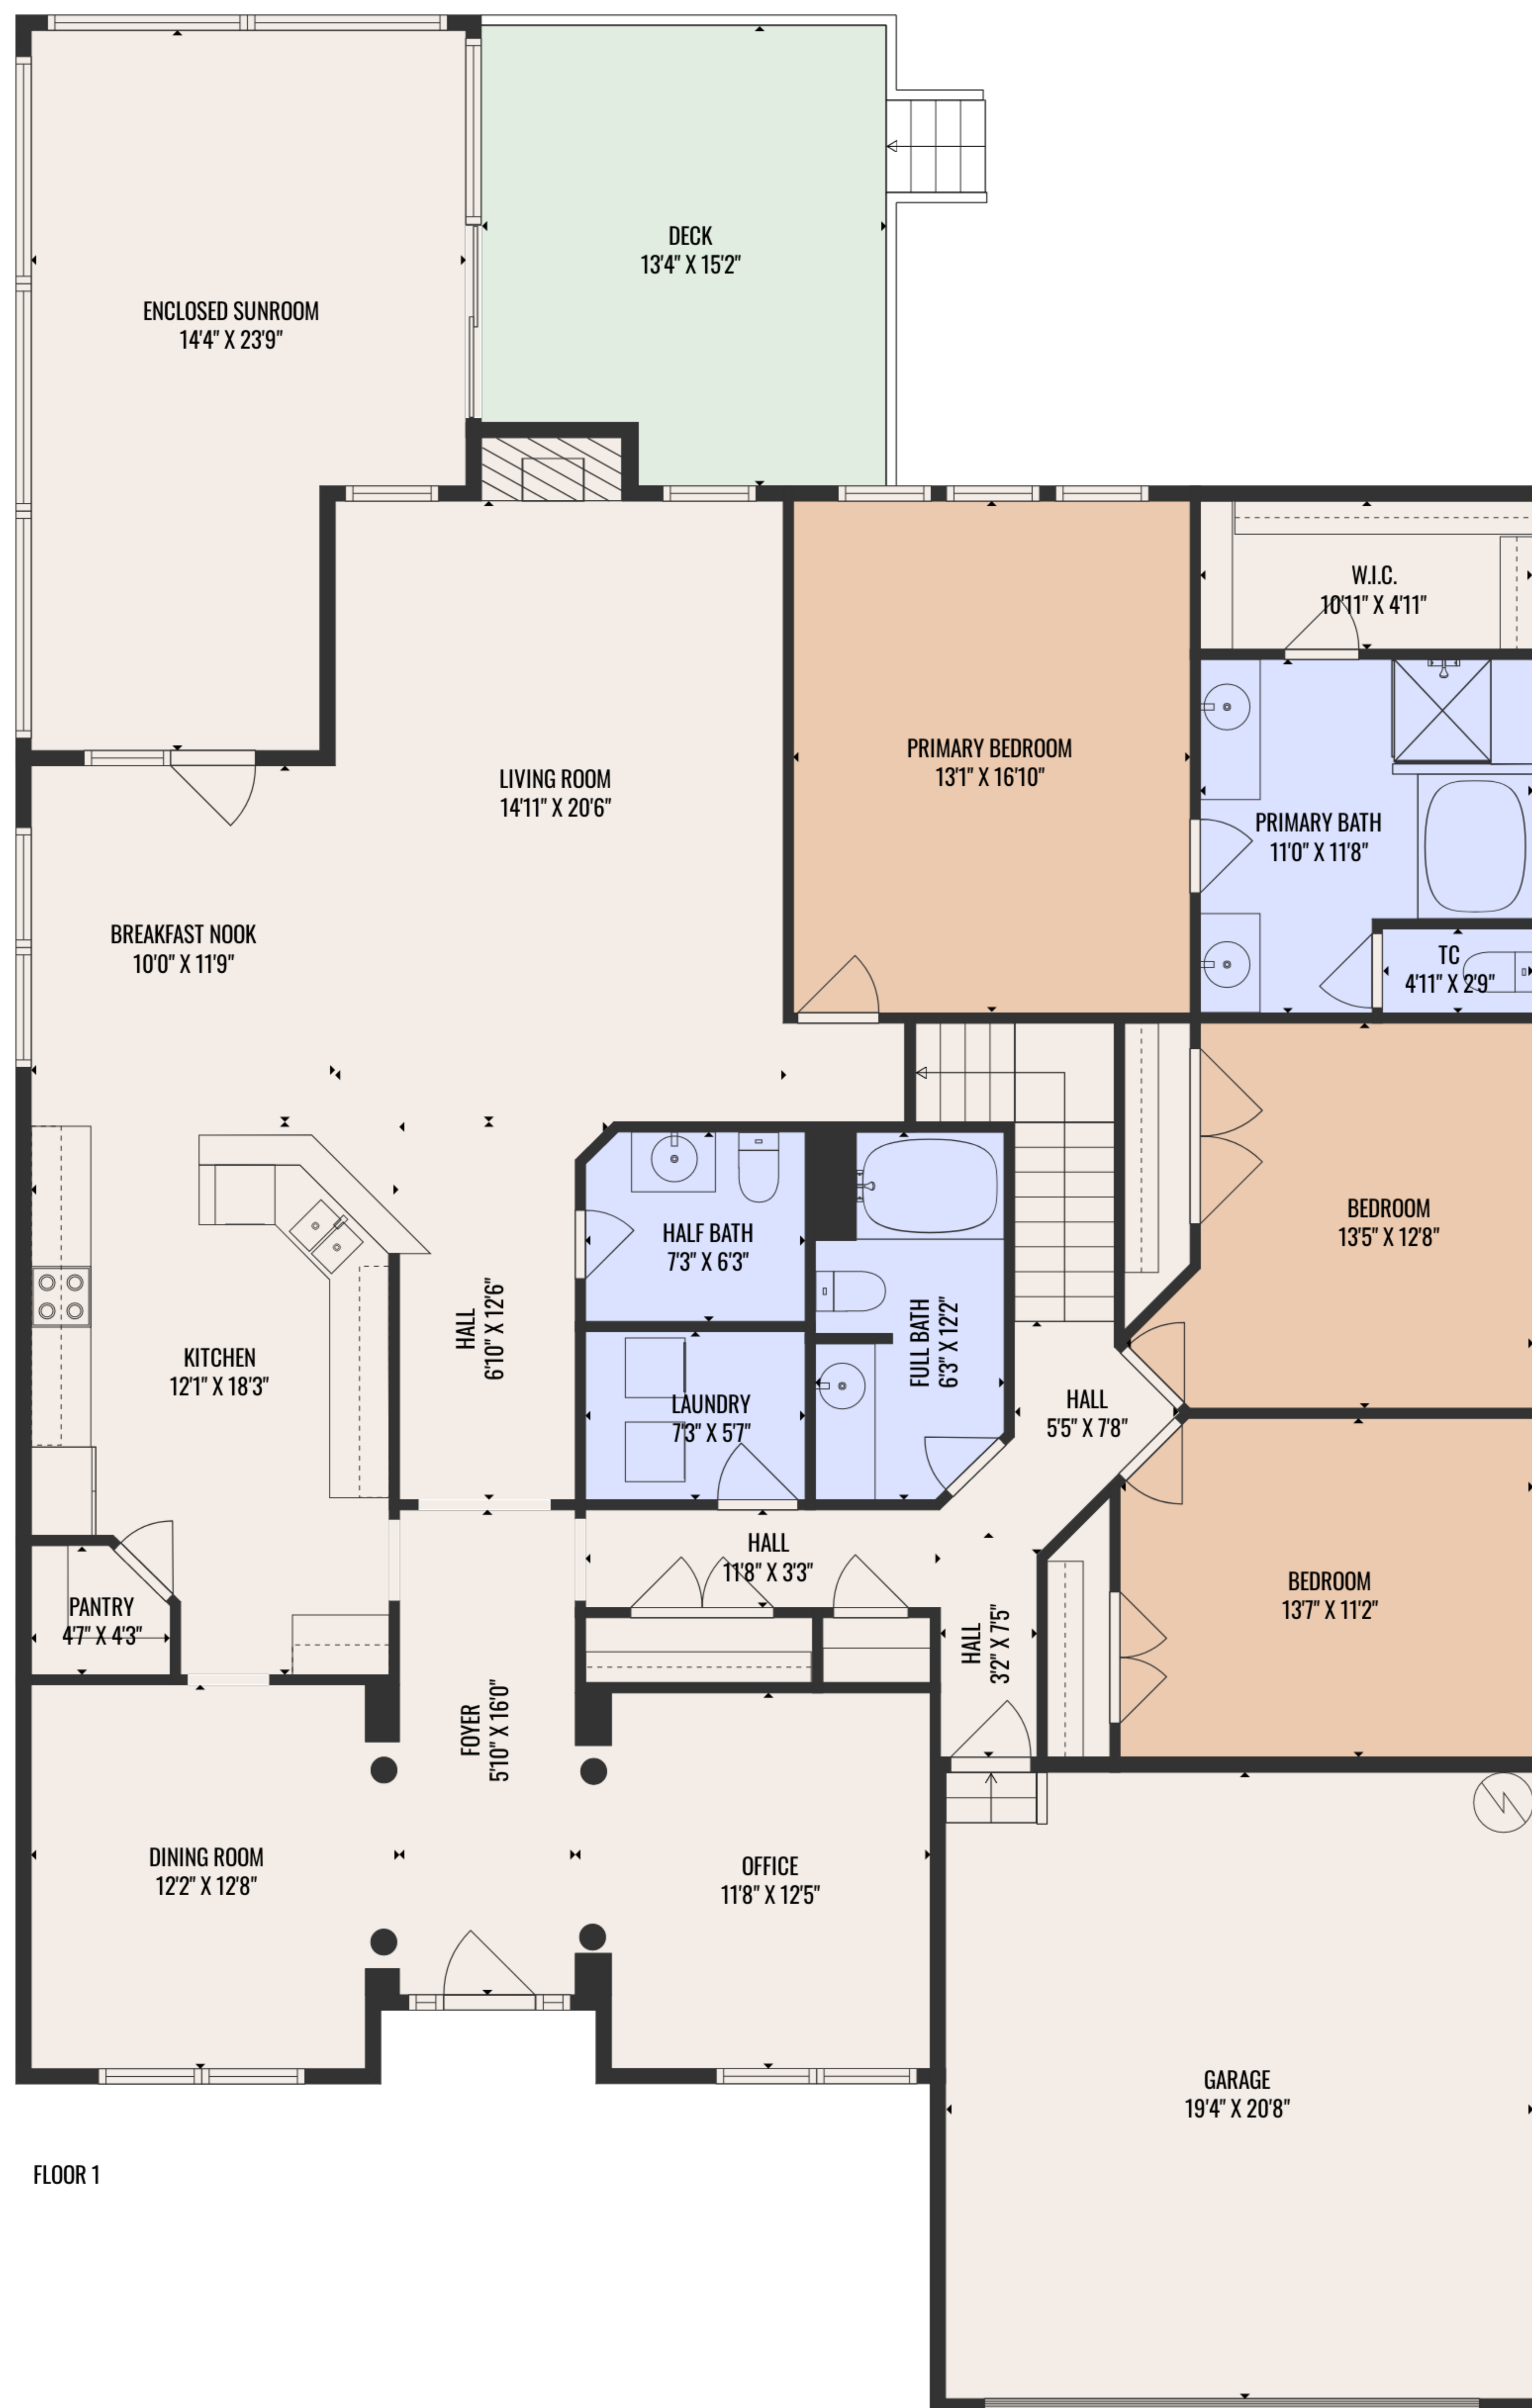 DECK
13'4" X 15'2"
ENCLOSED SUNROOM
14'4" X 23'9"
W.I.C.
10'11" X 4'11"
PRIMARY BEDROOM
13'1" X 16'10"
LIVING ROOM
14'11" X 20'6"
PRIMARY BATH
11'0" X 11'8"
BREAKFAST NOOK
10'0" X 11'9"
TC
4'11" X 2'9"
BEDROOM
13'5" X 12'8"
HALF BATH
7'3" X 6'3"
HALL
6'10" X 12'6"
FULL BATH
6'3" X 12'2"
KITCHEN
12'1" X 18'3"
LAUNDRY
7'3" X 5'7"
HALL
5'5" X 7'8"
HALL
11'8" X 3'3"
BEDROOM
13'7" X 11'2"
PANTRY
4'7" X 4'3"
HALL
3'2" X 7'5"
FOYER
5'10" X 16'0"
DINING ROOM
12'2" X 12'8"
OFFICE
11'8" X 12'5"
GARAGE
19'4" X 20'8"
FLOOR 1